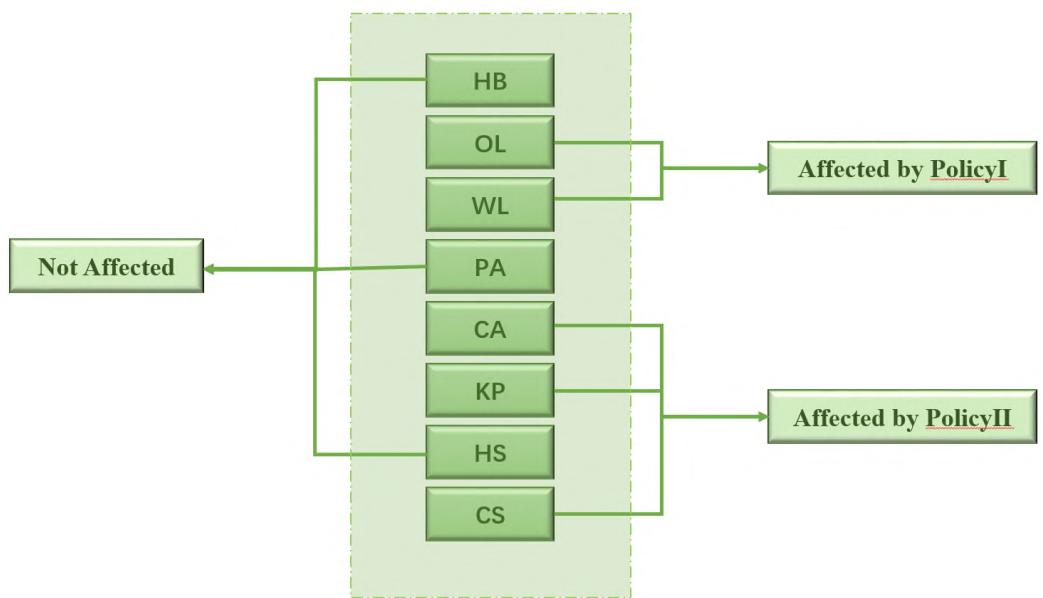 HB
OL
WL
PA
CA
KP
HS
CS
Not Affected
Affected by PolicyI
Affected by PolicyII